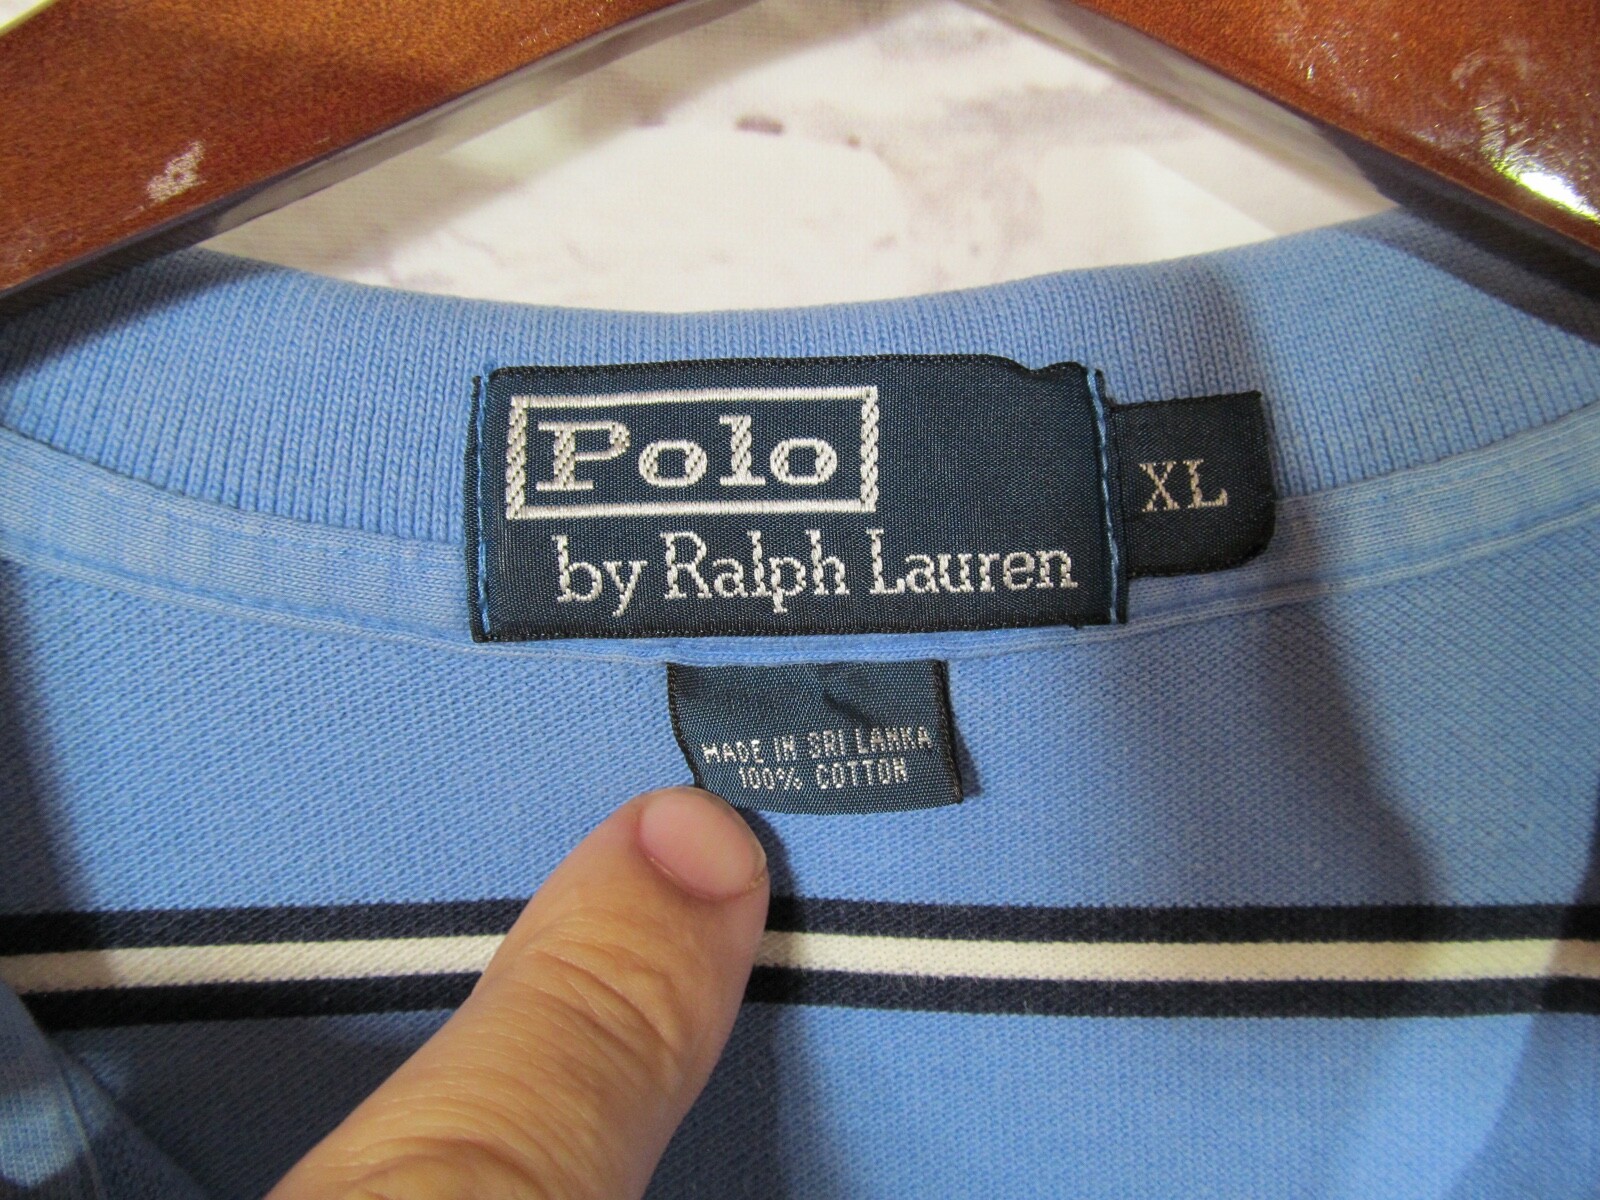 Polo
by Ralph Lauren
XL
MADE IN SRI LANKA
100% COTTON